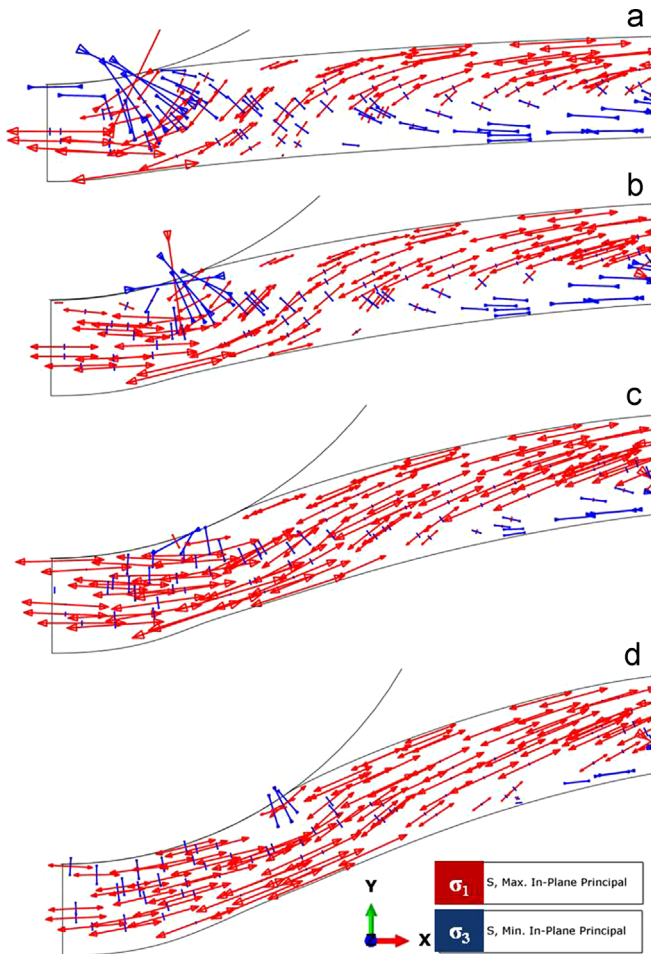 a
b
c
d
σ1 S, Max. In-Plane Principal
Y
σ3 S, Min. In-Plane Principal
X